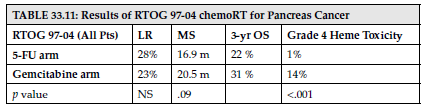 TABLE 33.11: Results of RTOG 97-04 chemoRT for Pancreas Cancer
RTOG 97-04 (All Pts) LR MS 3-yr OS Grade 4 Heme Toxicity
5-FU arm 28% 16.9 m 22 % 1%
Gemcitabine arm 23% 20.5 m 31 % 14%
p value NS .09 <.001